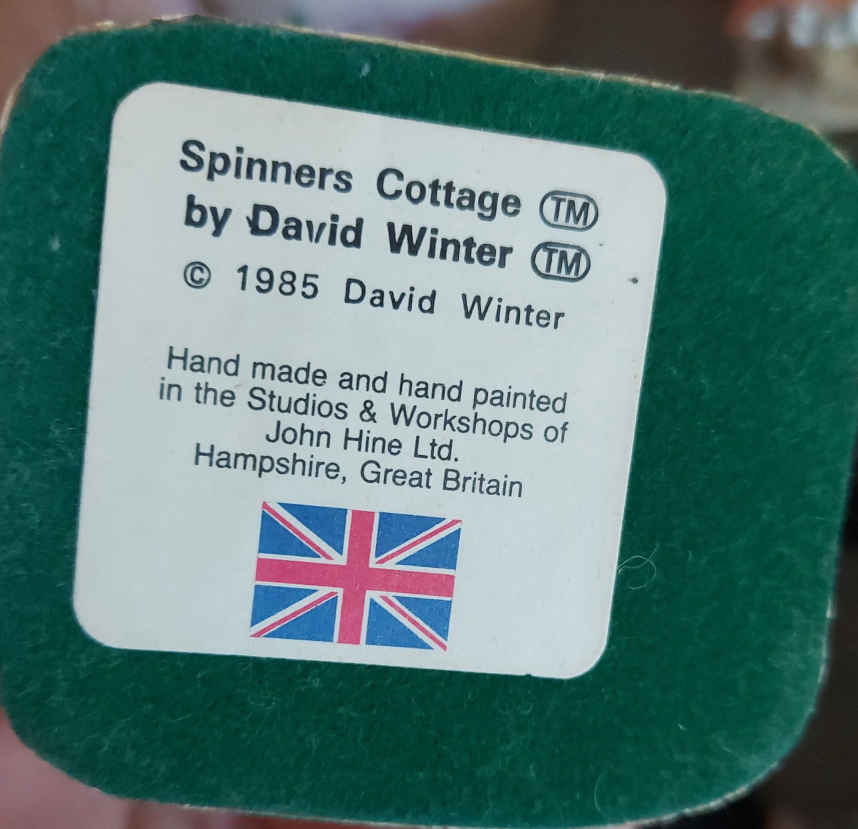 Spinners Cottage TM
by David Winter TM
© 1985 David Winter
Hand made and hand painted
in the Studios & Workshops of
John Hine Ltd.
Hampshire, Great Britain